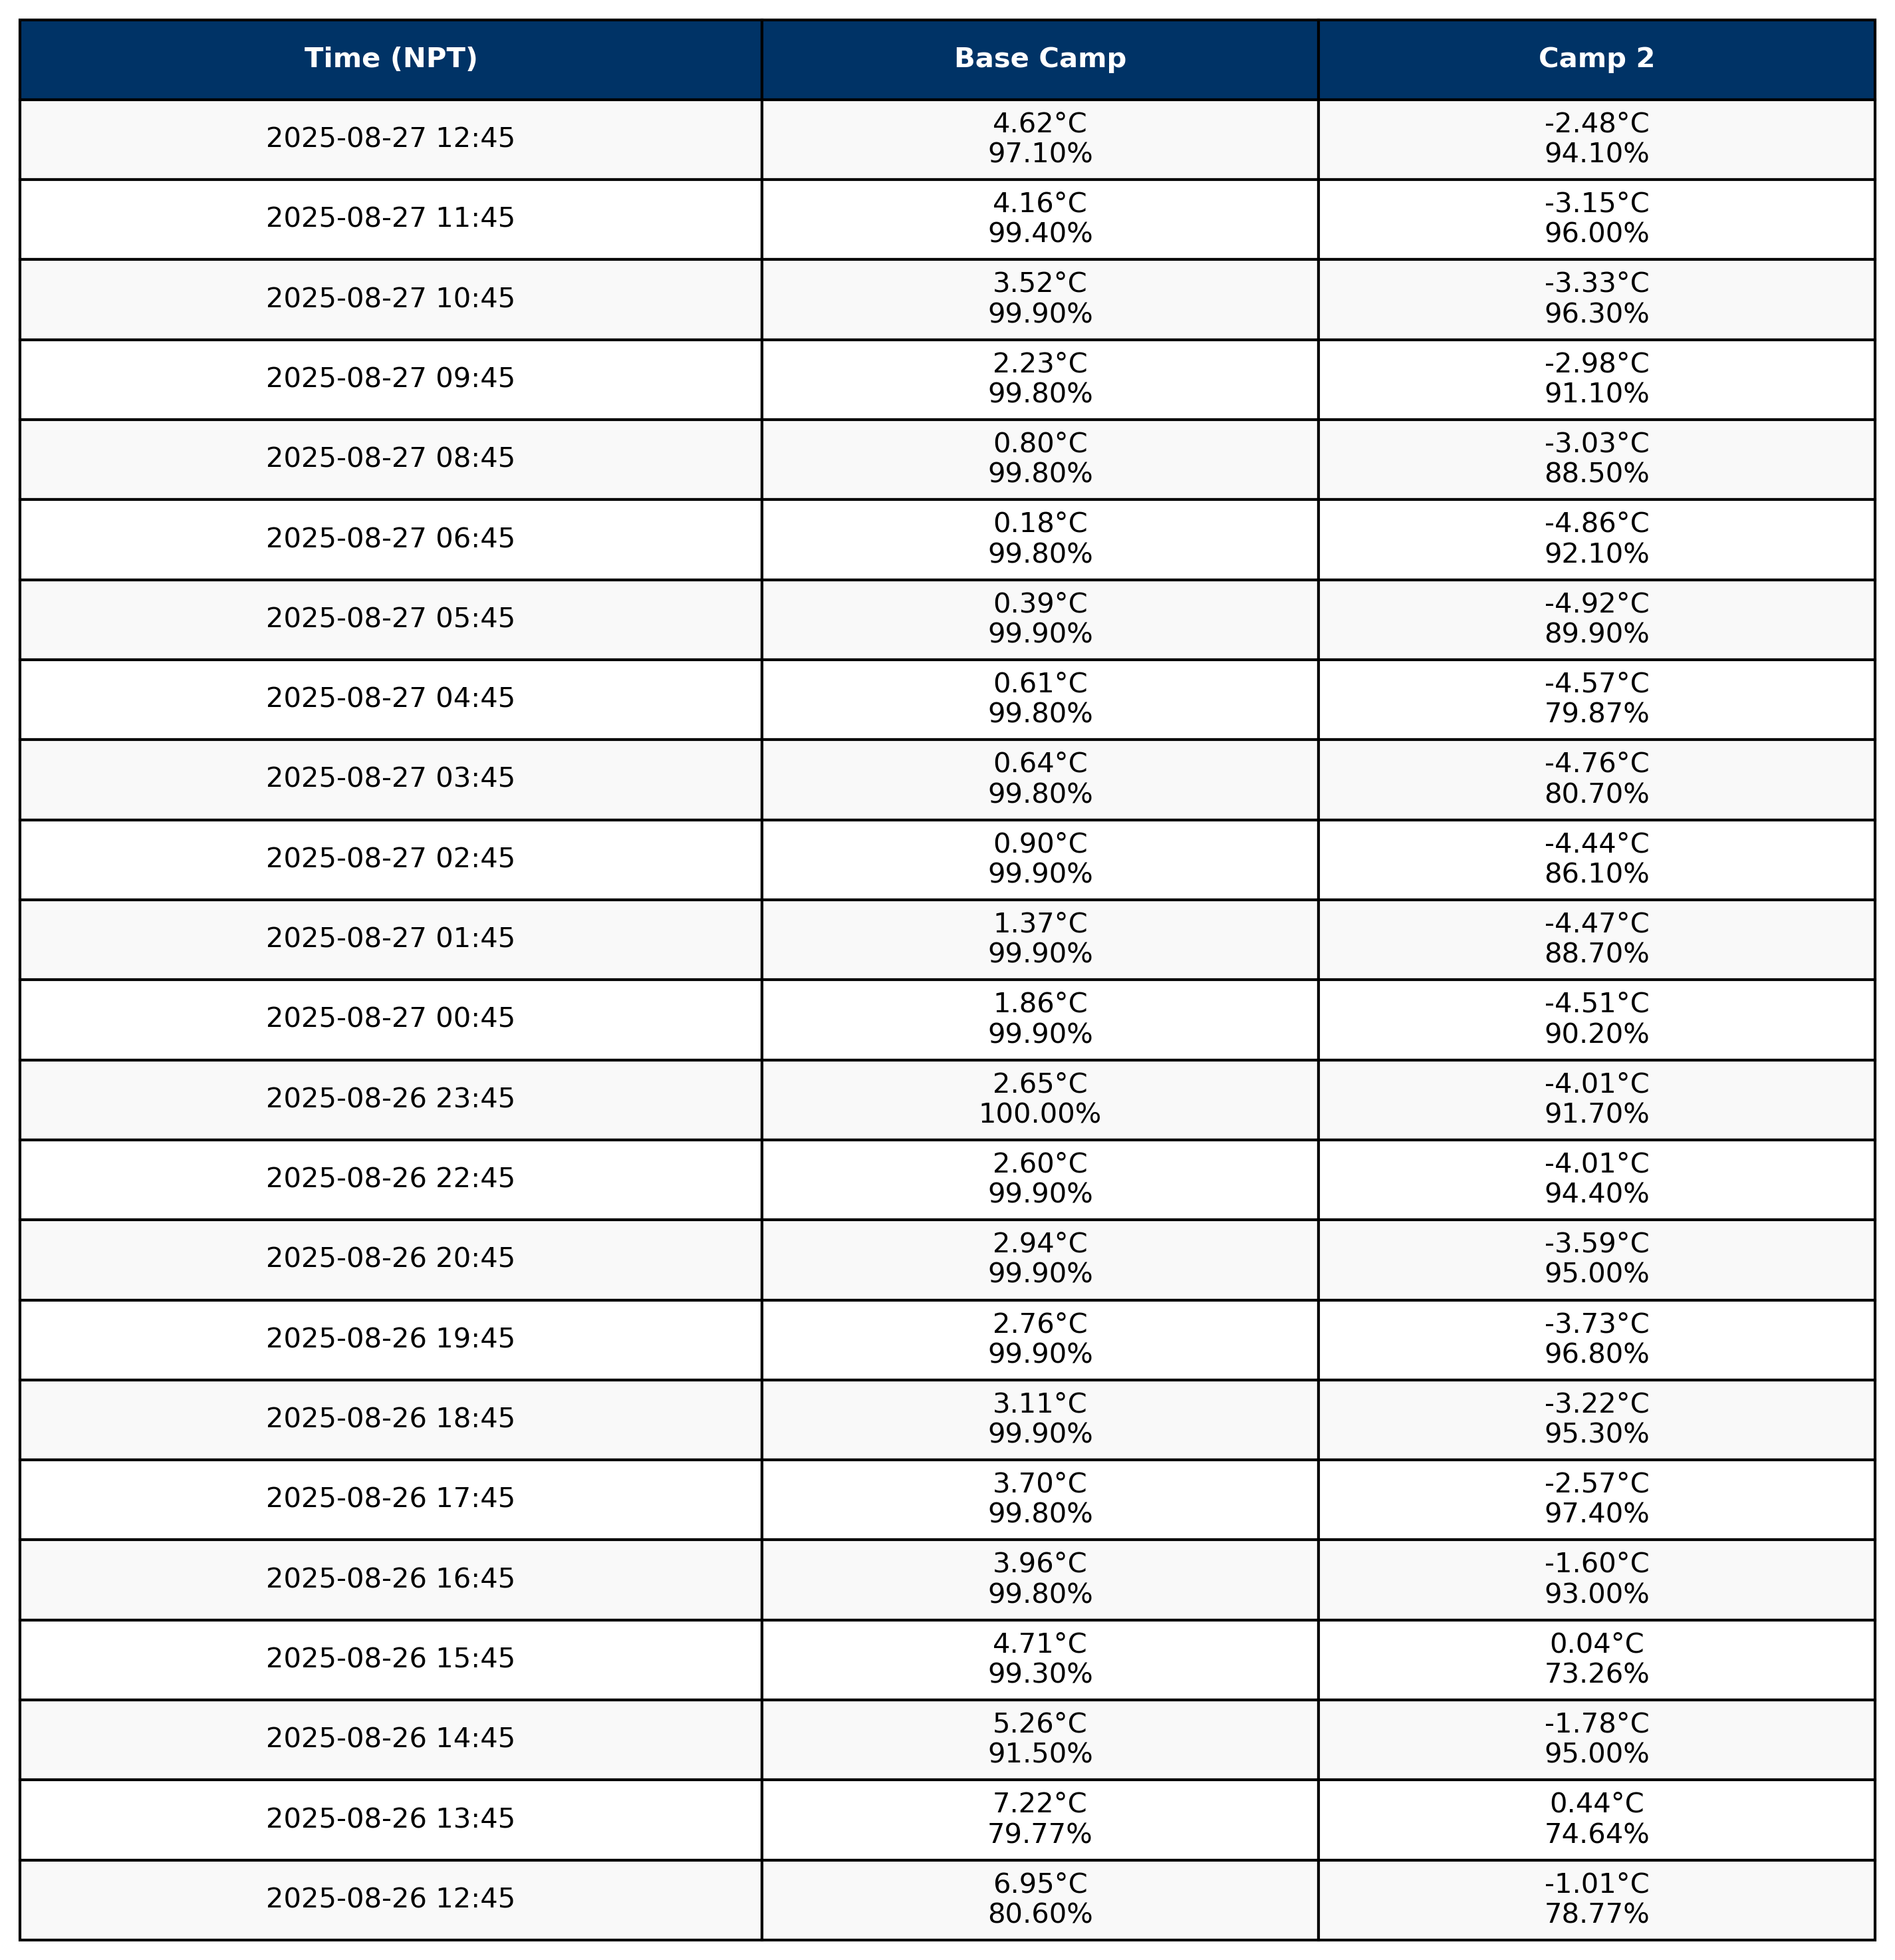 Time (NPT) Base Camp Camp 2
2025-08-27 12:45 4.62°C -2.48°C
97.10% 94.10%
2025-08-27 11:45 4.16°C -3.15°C
99.40% 96.00%
2025-08-27 10:45 3.52°C -3.33°C
99.90% 96.30%
2025-08-27 09:45 2.23°C -2.98°C
99.80% 91.10%
2025-08-27 08:45 0.80°C -3.03°C
99.80% 88.50%
2025-08-27 06:45 0.18°C -4.86°C
99.80% 92.10%
2025-08-27 05:45 0.39°C -4.92°C
99.90% 89.90%
2025-08-27 04:45 0.61°C -4.57°C
99.80% 79.87%
2025-08-27 03:45 0.64°C -4.76°C
99.80% 80.70%
2025-08-27 02:45 0.90°C -4.44°C
99.90% 86.10%
2025-08-27 01:45 1.37°C -4.47°C
99.90% 88.70%
2025-08-27 00:45 1.86°C -4.51°C
99.90% 90.20%
2025-08-26 23:45 2.65°C -4.01°C
100.00% 91.70%
2025-08-26 22:45 2.60°C -4.01°C
99.90% 94.40%
2025-08-26 20:45 2.94°C -3.59°C
99.90% 95.00%
2025-08-26 19:45 2.76°C -3.73°C
99.90% 96.80%
2025-08-26 18:45 3.11°C -3.22°C
99.90% 95.30%
2025-08-26 17:45 3.70°C -2.57°C
99.80% 97.40%
2025-08-26 16:45 3.96°C -1.60°C
99.80% 93.00%
2025-08-26 15:45 4.71°C 0.04°C
99.30% 73.26%
2025-08-26 14:45 5.26°C -1.78°C
91.50% 95.00%
2025-08-26 13:45 7.22°C 0.44°C
79.77% 74.64%
2025-08-26 12:45 6.95°C -1.01°C
80.60% 78.77%